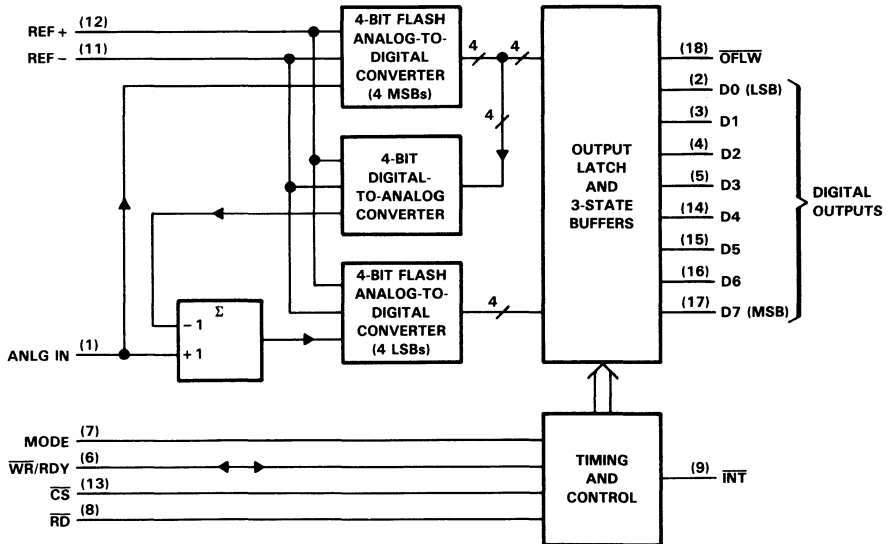 REF+ (12)
REF- (11)
4-BIT FLASH
ANALOG-TO-
DIGITAL
CONVERTER
(4 MSBs)
4
4
4
4-BIT
DIGITAL-
TO-ANALOG
CONVERTER
4-BIT FLASH
ANALOG-TO-
DIGITAL
CONVERTER
(4 LSBs)
4
Σ
-1
+1
ANLG IN (1)
OUTPUT
LATCH
AND
3-STATE
BUFFERS
(18) OFLW
(2) D0 (LSB)
(3) D1
(4) D2
(5) D3
(14) D4
(15) D5
(16) D6
(17) D7 (MSB)
DIGITAL
OUTPUTS
MODE (7)
WR/RDY (6)
CS (13)
RD (8)
TIMING
AND
CONTROL
(9) INT